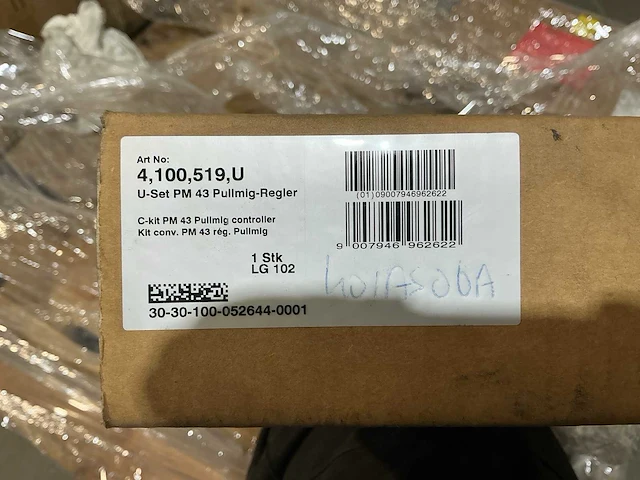 Art No:
4,100,519,U
U-Set PM 43 Pullmig-Regler
C-kit PM 43 Pullmig controller
Kit conv. PM 43 rég. Pullmig
1 Stk
LG 102
30-30-100-052644-0001
(01)09007946962622
9 007946 962622